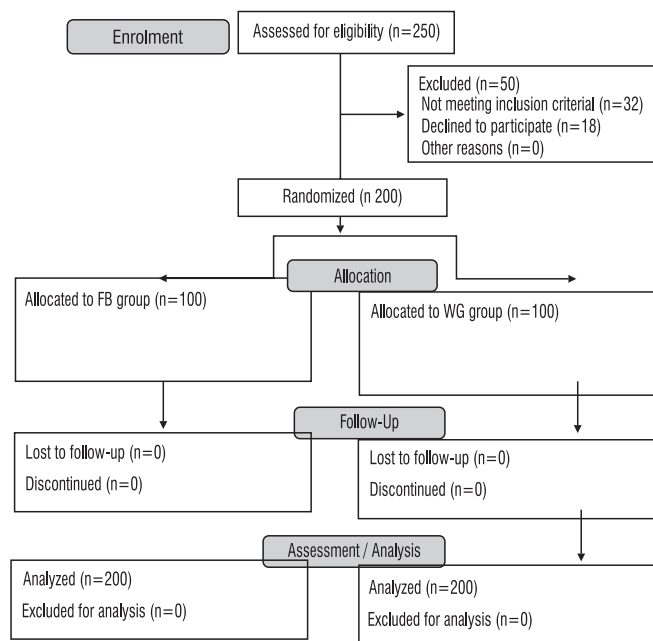 Enrolment
Assessed for eligibility (n=250)
Excluded (n=50)
Not meeting inclusion criterial (n=32)
Declined to participate (n=18)
Other reasons (n=0)
Randomized (n 200)
Allocation
Allocated to FB group (n=100)
Allocated to WG group (n=100)
Follow-Up
Lost to follow-up (n=0)
Discontinued (n=0)
Lost to follow-up (n=0)
Discontinued (n=0)
Assessment / Analysis
Analyzed (n=200)
Excluded for analysis (n=0)
Analyzed (n=200)
Excluded for analysis (n=0)